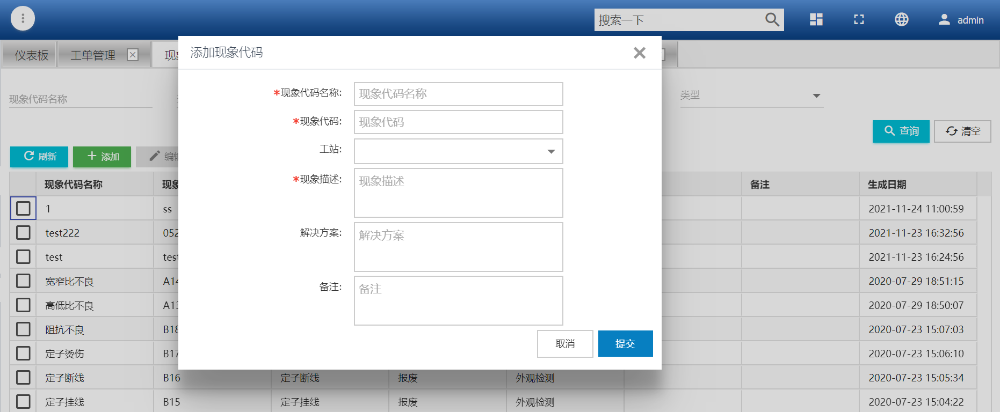 搜索一下
admin
仪表板
工单管理
现
添加现象代码
现象代码名称
类型
*现象代码名称:
现象代码名称
*现象代码:
现象代码
工站:
*现象描述:
现象描述
解决方案:
解决方案
备注:
备注
取消
提交
查询
清空
刷新
添加
编辑
现象代码名称
现象
备注
生成日期
1
ss
2021-11-24 11:00:59
test222
052
2021-11-23 16:32:56
test
test
2021-11-23 16:24:56
宽窄比不良
A14
2020-07-29 18:51:15
高低比不良
A13
2020-07-29 18:50:07
阻抗不良
B18
2020-07-23 15:07:03
定子烫伤
B17
2020-07-23 15:06:10
定子断线
B16
定子断线
报废
外观检测
2020-07-23 15:05:34
定子挂线
B15
定子挂线
报废
外观检测
2020-07-23 15:04:22